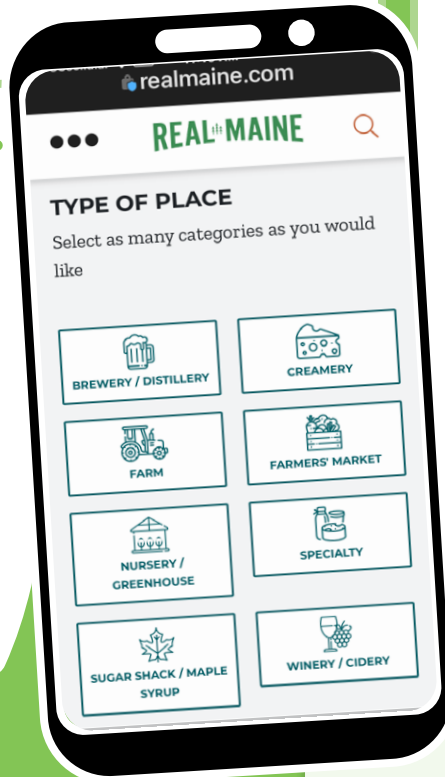 realmaine.com
REAL MAINE
TYPE OF PLACE
Select as many categories as you would
like
BREWERY / DISTILLERY
CREAMERY
FARM
FARMERS' MARKET
NURSERY /
GREENHOUSE
SPECIALTY
SUGAR SHACK / MAPLE
SYRUP
WINERY / CIDERY